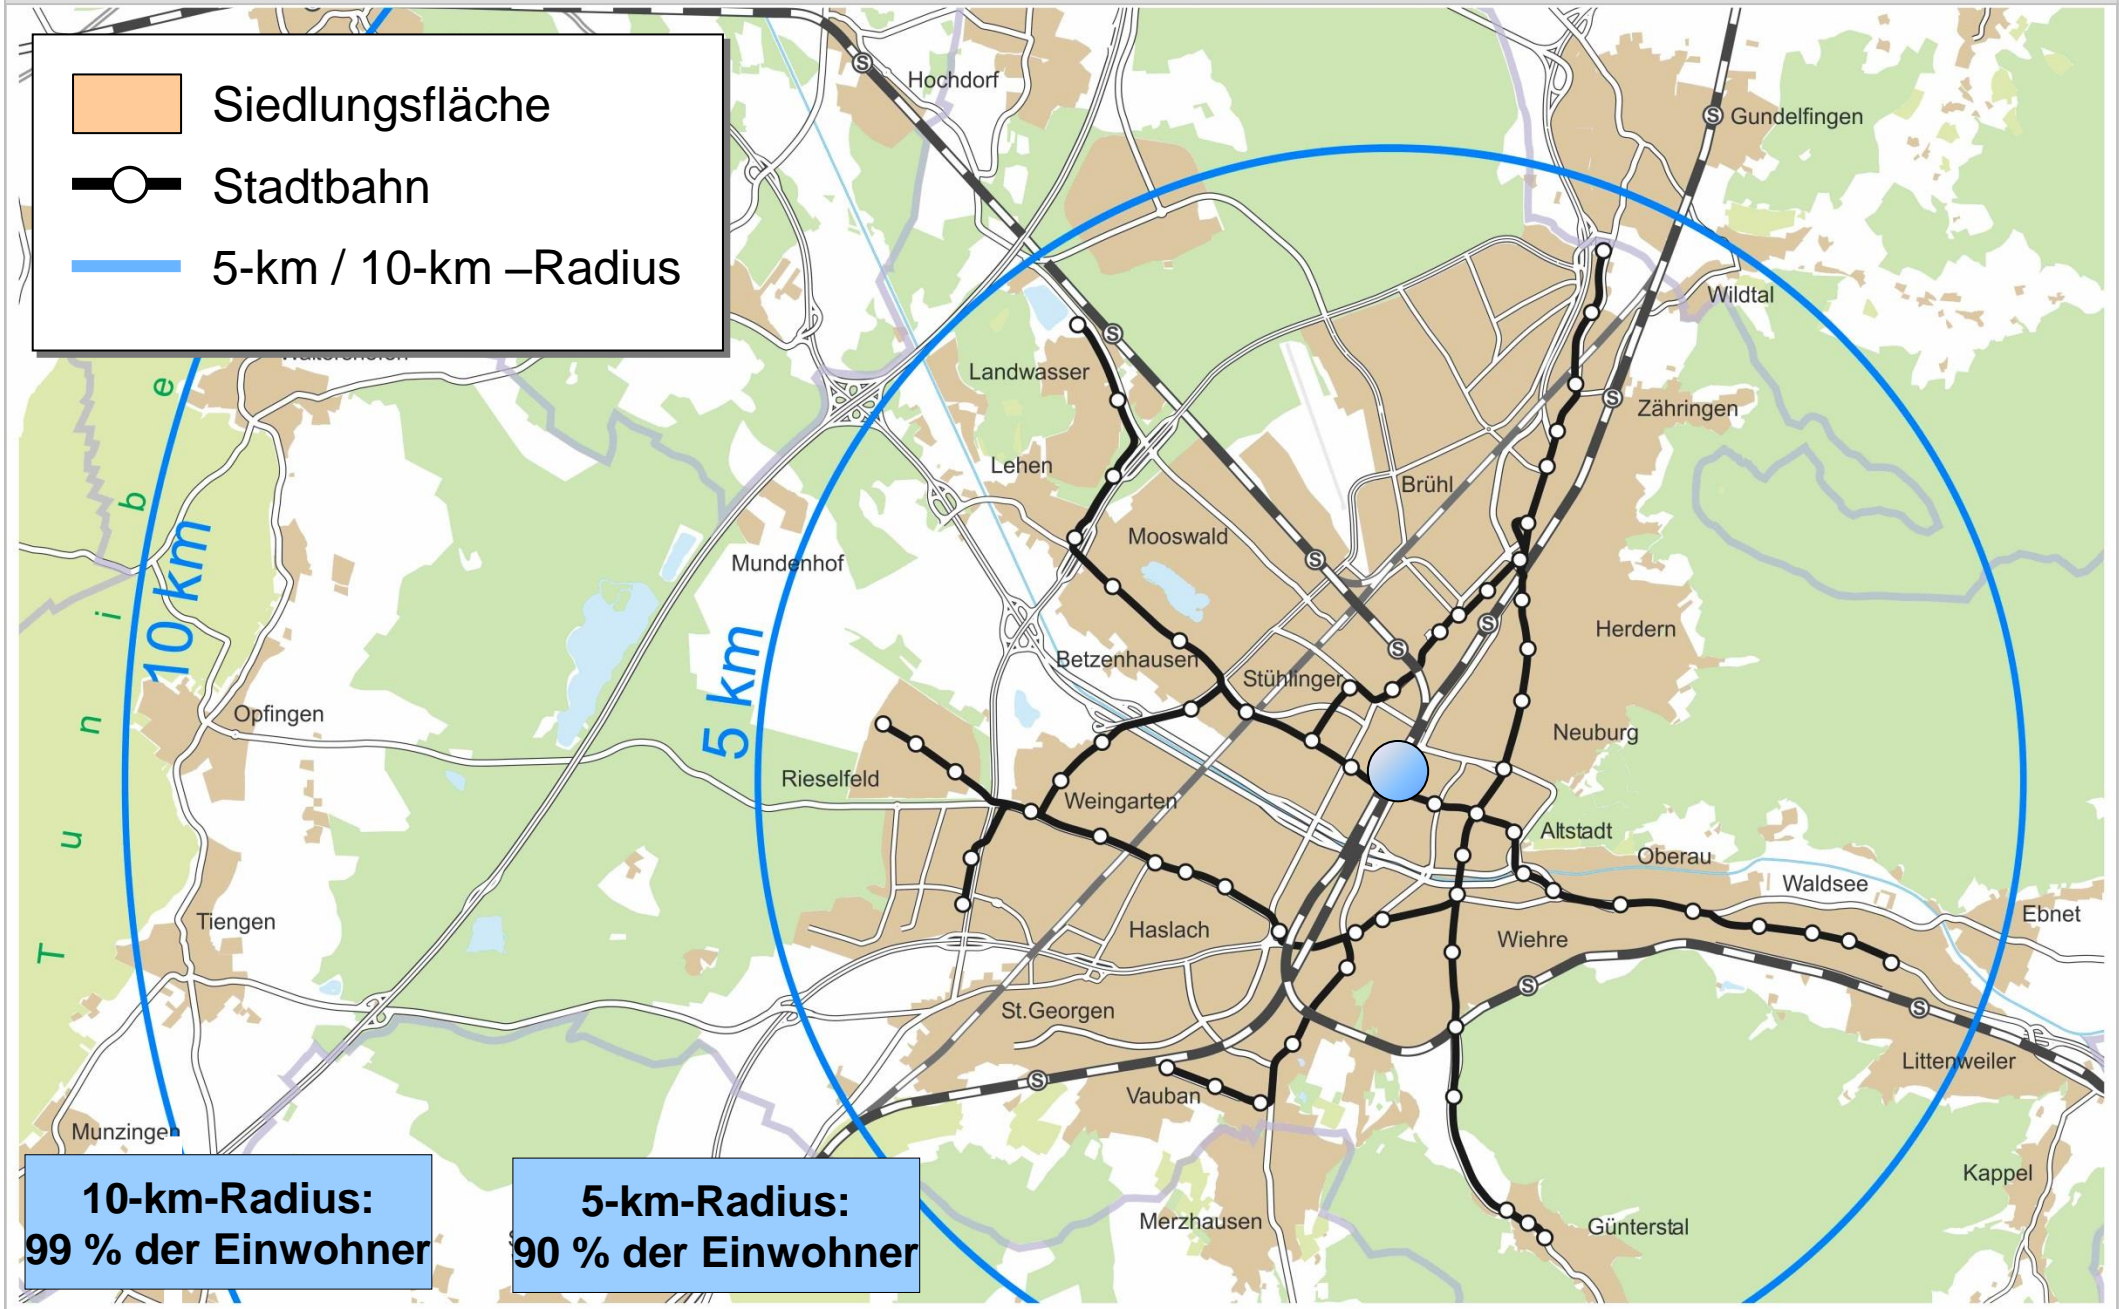 Siedlungsfläche
Stadtbahn
5-km / 10-km –Radius
Hochdorf
S
Gundelfingen
S
Wildtal
S
Landwasser
S
Zähringen
Lehen
Brühl
Mooswald
Mundenhof
S
Herdern
S
Betzenhausen
S
Stühlinger
Opfingen
Neuburg
Rieselfeld
Weingarten
Altstadt
Oberau
Waldsee
Ebnet
Tiengen
Haslach
Wiehre
S
St.Georgen
S
Littenweiler
S
Vauban
Munzingen
Kappel
Merzhausen
Günterstal
T u n i b e
10 km
5 km
10-km-Radius:
99 % der Einwohner
5-km-Radius:
90 % der Einwohner